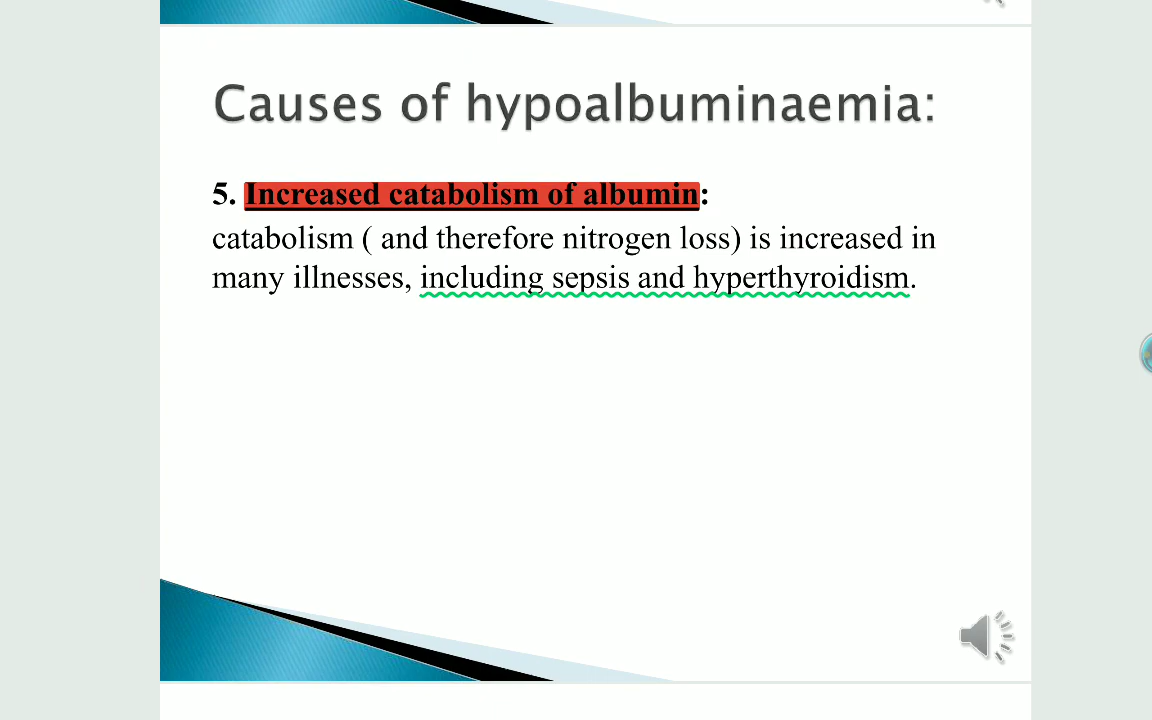 Causes of hypoalbuminaemia:
5. Increased catabolism of albumin:
catabolism ( and therefore nitrogen loss) is increased in
many illnesses, including sepsis and hyperthyroidism.